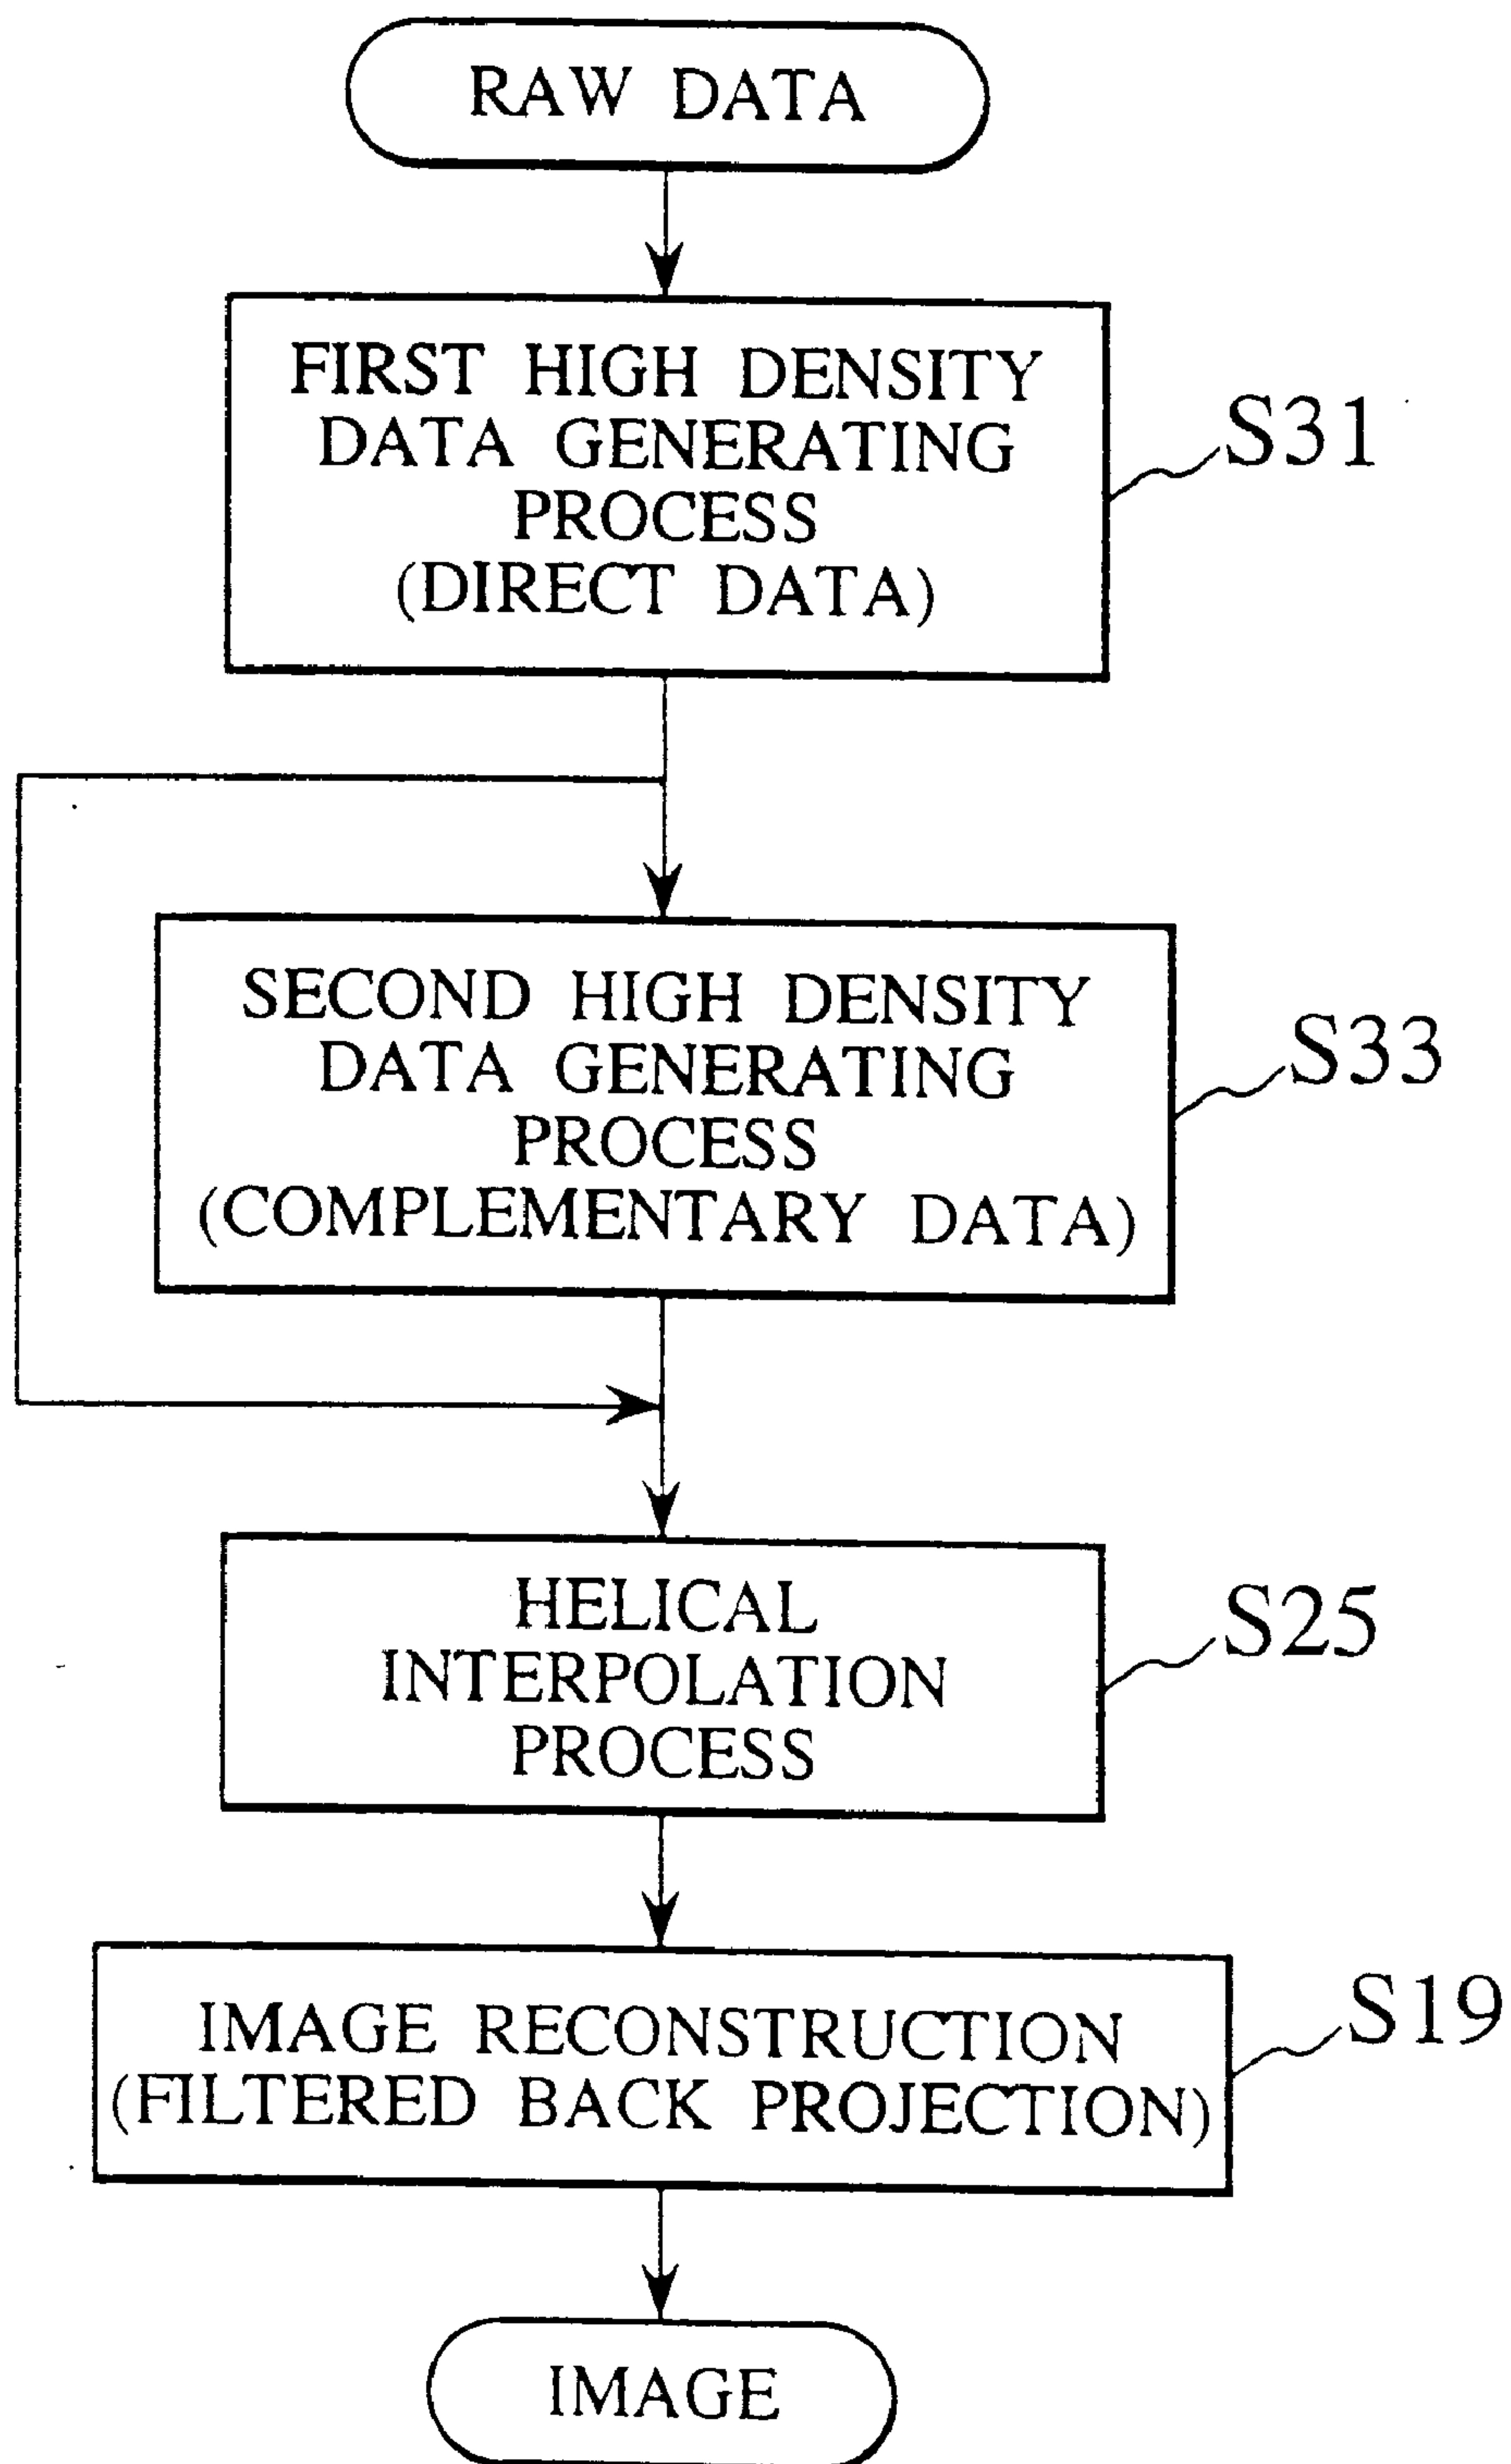 RAW DATA
FIRST HIGH DENSITY
DATA GENERATING
PROCESS
(DIRECT DATA)
S31
SECOND HIGH DENSITY
DATA GENERATING
PROCESS
(COMPLEMENTARY DATA)
S33
HELICAL
INTERPOLATION
PROCESS
S25
IMAGE RECONSTRUCTION
(FILTERED BACK PROJECTION)
S19
IMAGE